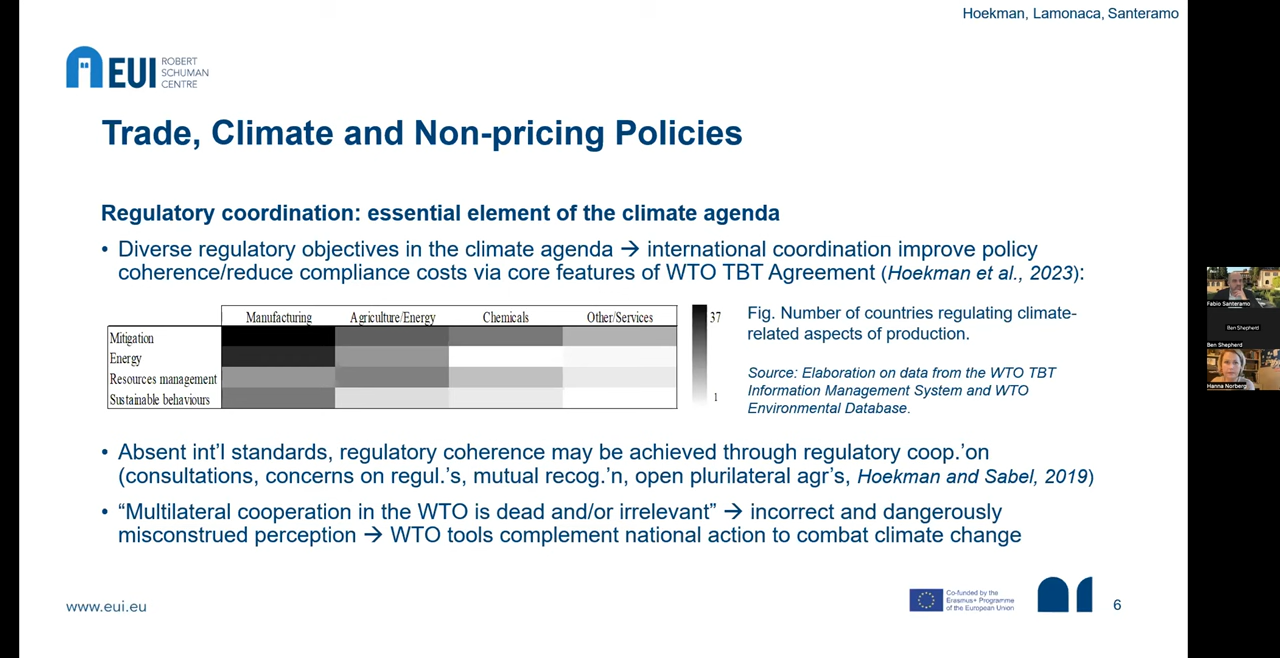 Hoekman, Lamonaca, Santeramo
EUI
ROBERT
SCHUMAN
CENTRE
Trade, Climate and Non-pricing Policies
Regulatory coordination: essential element of the climate agenda
• Diverse regulatory objectives in the climate agenda → international coordination improve policy
coherence/reduce compliance costs via core features of WTO TBT Agreement (Hoekman et al., 2023):
Manufacturing Agriculture/Energy Chemicals Other/Services
Mitigation
Energy
Resources management
Sustainable behaviours
37
1
Fig. Number of countries regulating climate-
related aspects of production.
Source: Elaboration on data from the WTO TBT
Information Management System and WTO
Environmental Database.
• Absent int’l standards, regulatory coherence may be achieved through regulatory coop.’on
(consultations, concerns on regul.’s, mutual recog.’n, open plurilateral agr’s, Hoekman and Sabel, 2019)
• “Multilateral cooperation in the WTO is dead and/or irrelevant” → incorrect and dangerously
misconstrued perception → WTO tools complement national action to combat climate change
www.eui.eu
Co-funded by the
Erasmus+ Programme
of the European Union
6
Fabio Santeramo
Ben Shepherd
Ben Shepherd
Hanna Norberg